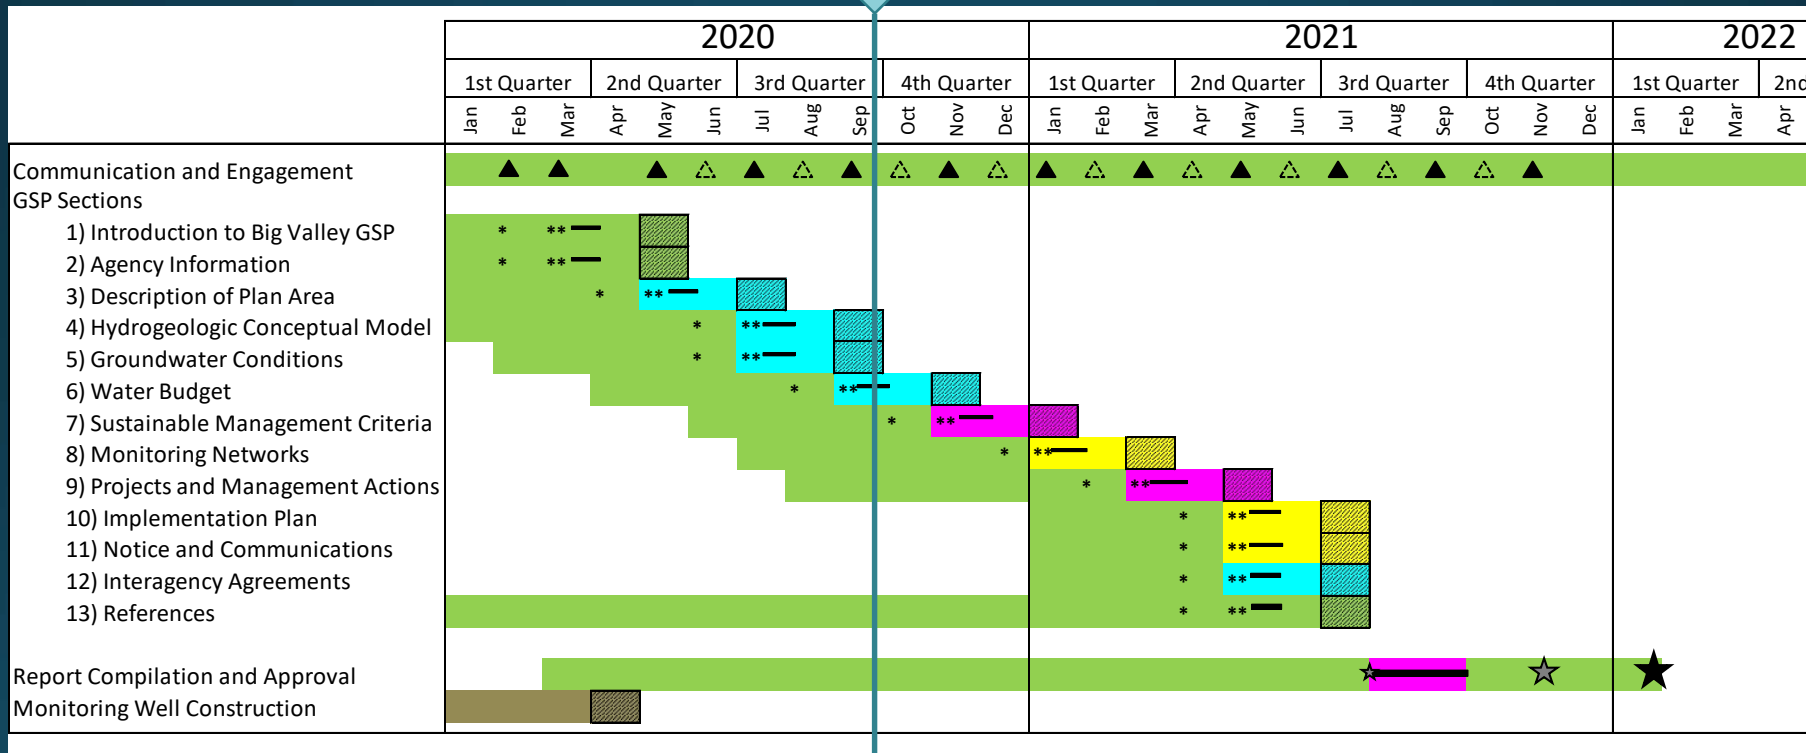 2020 2021 2022
1st Quarter 2nd Quarter 3rd Quarter 4th Quarter 1st Quarter 2nd Quarter 3rd Quarter 4th Quarter 1st Quarter 2nd
Jan Feb Mar Apr May Jun Jul Aug Sep Oct Nov Dec Jan Feb Mar Apr May Jun Jul Aug Sep Oct Nov Dec Jan Feb Mar Apr
Communication and Engagement
GSP Sections
1) Introduction to Big Valley GSP * **
2) Agency Information * **
3) Description of Plan Area * **
4) Hydrogeologic Conceptual Model * **
5) Groundwater Conditions * **
6) Water Budget * **
7) Sustainable Management Criteria * **
8) Monitoring Networks * **
9) Projects and Management Actions * **
10) Implementation Plan * **
11) Notice and Communications * **
12) Interagency Agreements * **
13) References * **
Report Compilation and Approval
Monitoring Well Construction